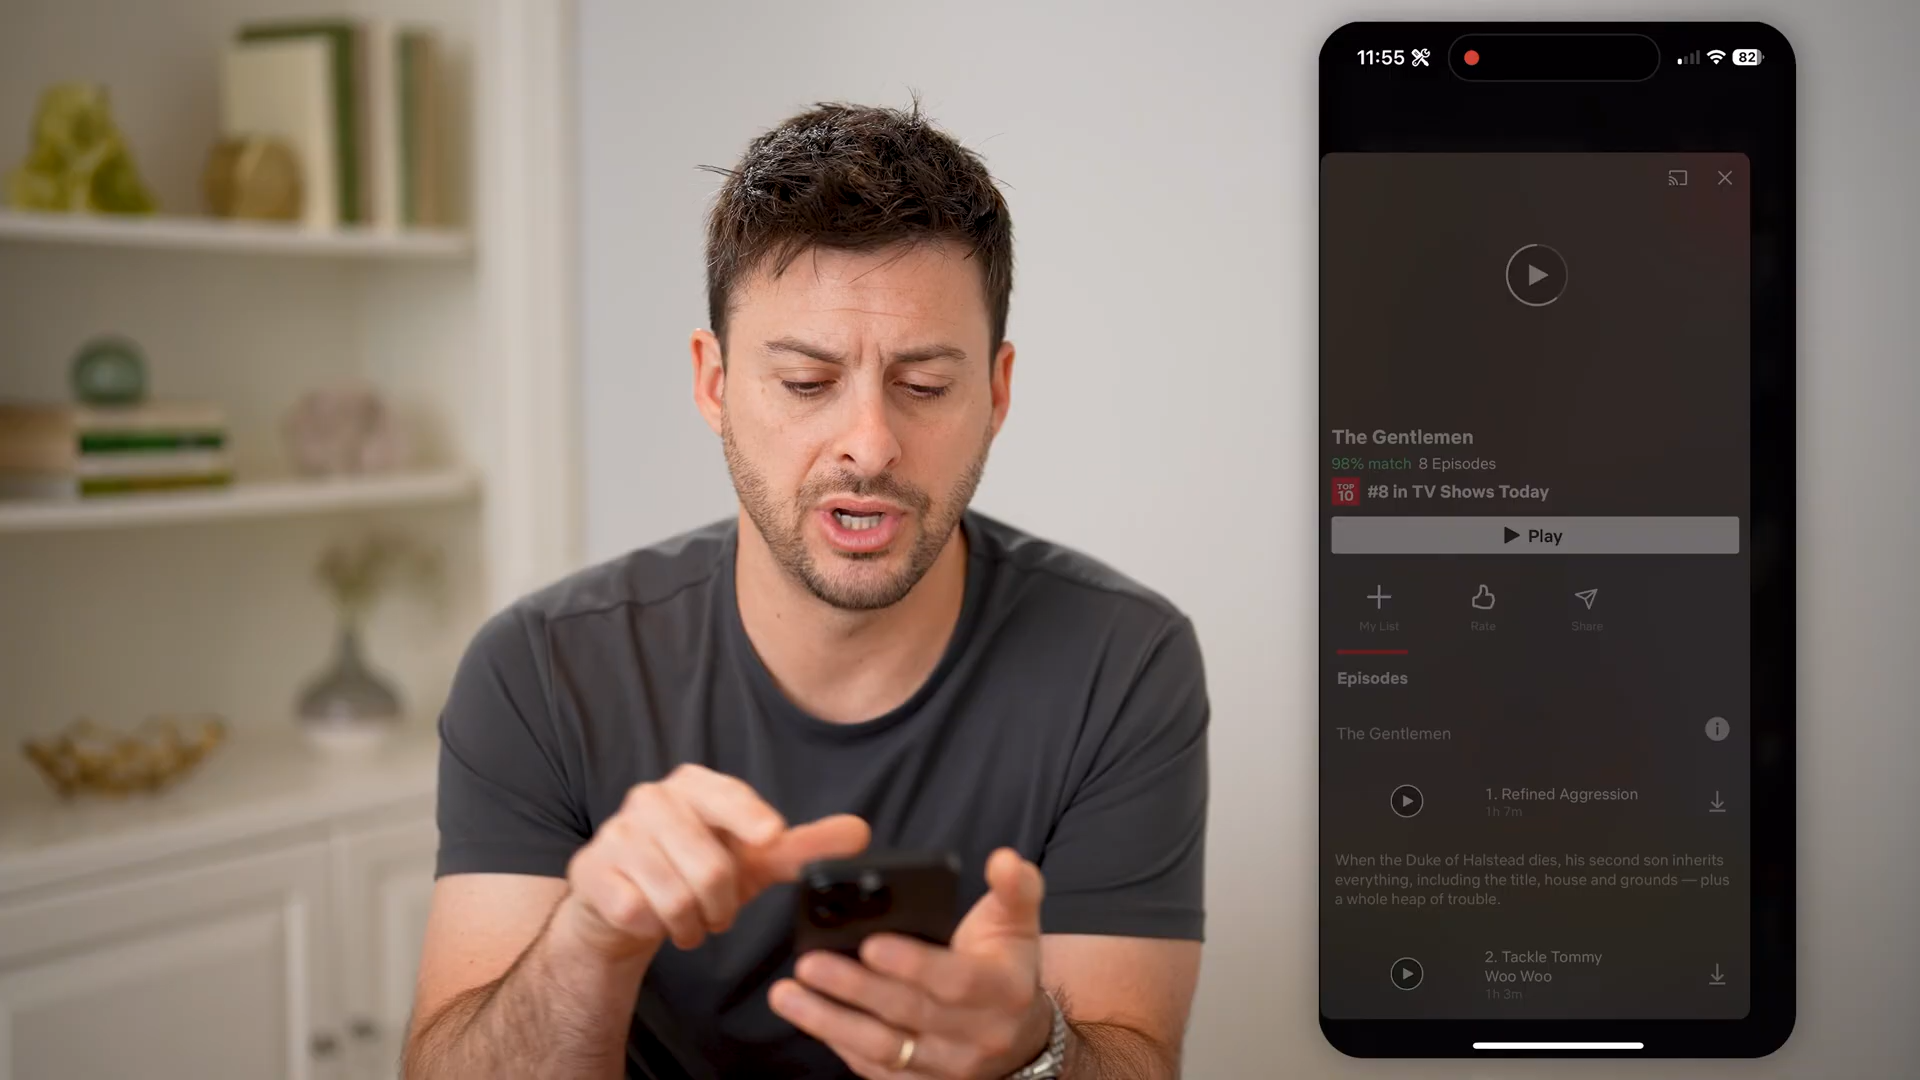 11:55
82
The Gentlemen
98% match 8 Episodes
TOP 10 #8 in TV Shows Today
Play
My List
Rate
Share
Episodes
The Gentlemen
1. Refined Aggression
1h 7m
When the Duke of Halstead dies, his second son inherits
everything, including the title, house and grounds — plus
a whole heap of trouble.
2. Tackle Tommy
Woo Woo
1h 3m